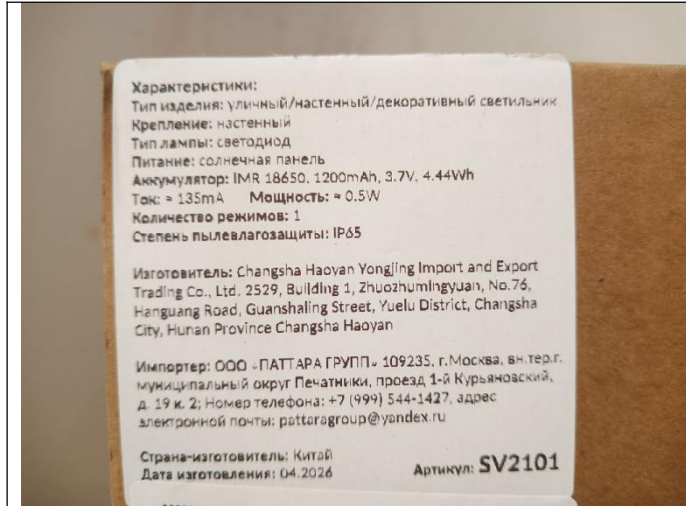 Характеристики:
Тип изделия: уличный/настенный/декоративный светильник
Крепление: настенный
Тип лампы: светодиод
Питание: солнечная панель
Аккумулятор: IMR 18650, 1200mAh, 3.7V, 4.44Wh
Ток: ≈ 135mA Мощность: ≈ 0.5W
Количество режимов: 1
Степень пылевлагозащиты: IP65
Изготовитель: Changsha Haoyan Yongjing Import and Export
Trading Co., Ltd. 2529, Building 1, Zhuozhumingyuan, No.76,
Hanguang Road, Guanshaling Street, Yuelu District, Changsha
City, Hunan Province Changsha Haoyan
Импортер: ООО «ПАТТАРА ГРУПП» 109235, г.Москва, вн.тер.г.
муниципальный округ Печатники, проезд 1-й Курьяновский,
д. 19 к. 2; Номер телефона: +7 (999) 544-1427, адрес
электронной почты: pattaragroup@yandex.ru
Страна-изготовитель: Китай
Дата изготовления: 04.2026 Артикул: SV2101